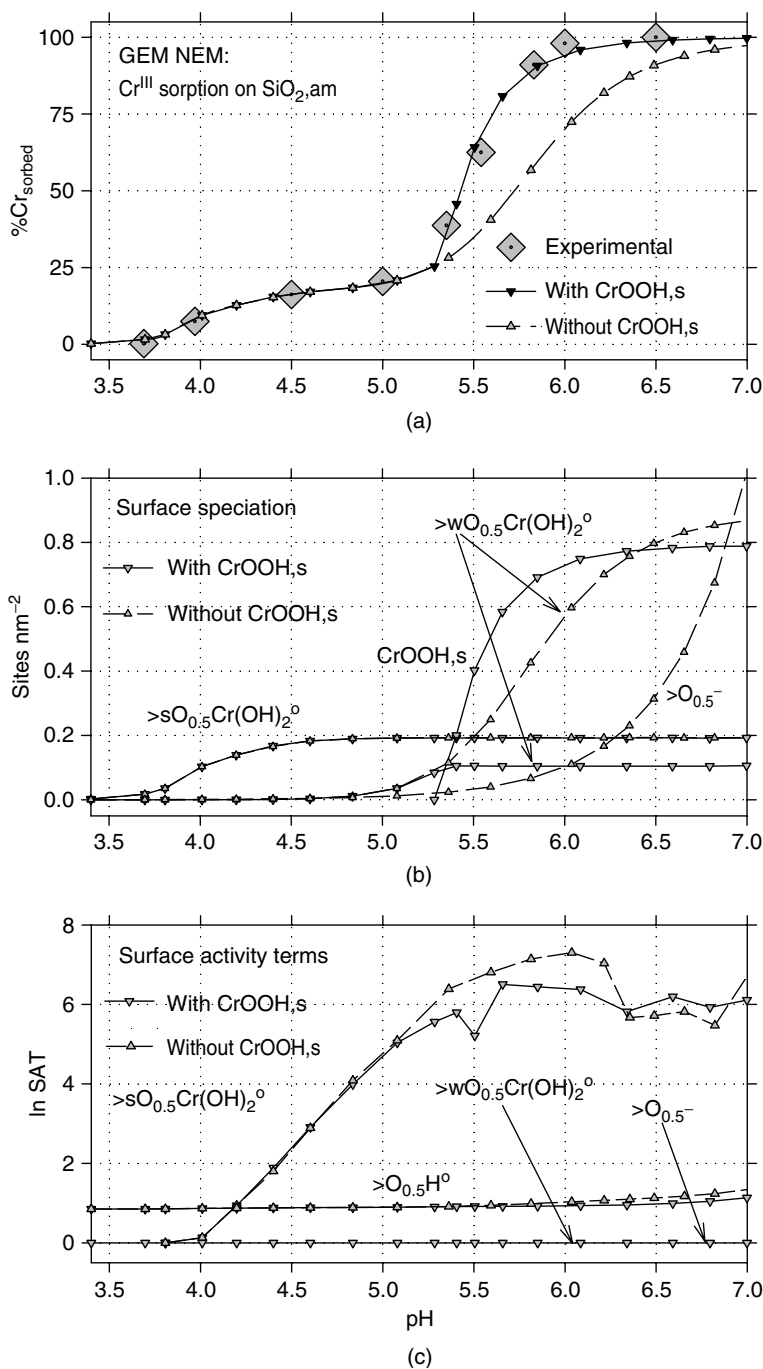 100
75
50
25
0
%Cr_sorbed
GEM NEM:
Cr^III sorption on SiO₂,am
Experimental
With CrOOH,s
Without CrOOH,s
3.5 4.0 4.5 5.0 5.5 6.0 6.5 7.0
(a)
1.0
0.8
0.6
0.4
0.2
0.0
Sites nm⁻²
Surface speciation
With CrOOH,s
Without CrOOH,s
>wO₀.₅Cr(OH)₂º
CrOOH,s
>sO₀.₅Cr(OH)₂º
>O₀.₅⁻
3.5 4.0 4.5 5.0 5.5 6.0 6.5 7.0
(b)
8
6
4
2
0
ln SAT
Surface activity terms
With CrOOH,s
Without CrOOH,s
>sO₀.₅Cr(OH)₂º
>wO₀.₅Cr(OH)₂º
>O₀.₅⁻
>O₀.₅Hº
3.5 4.0 4.5 5.0 5.5 6.0 6.5 7.0
pH
(c)